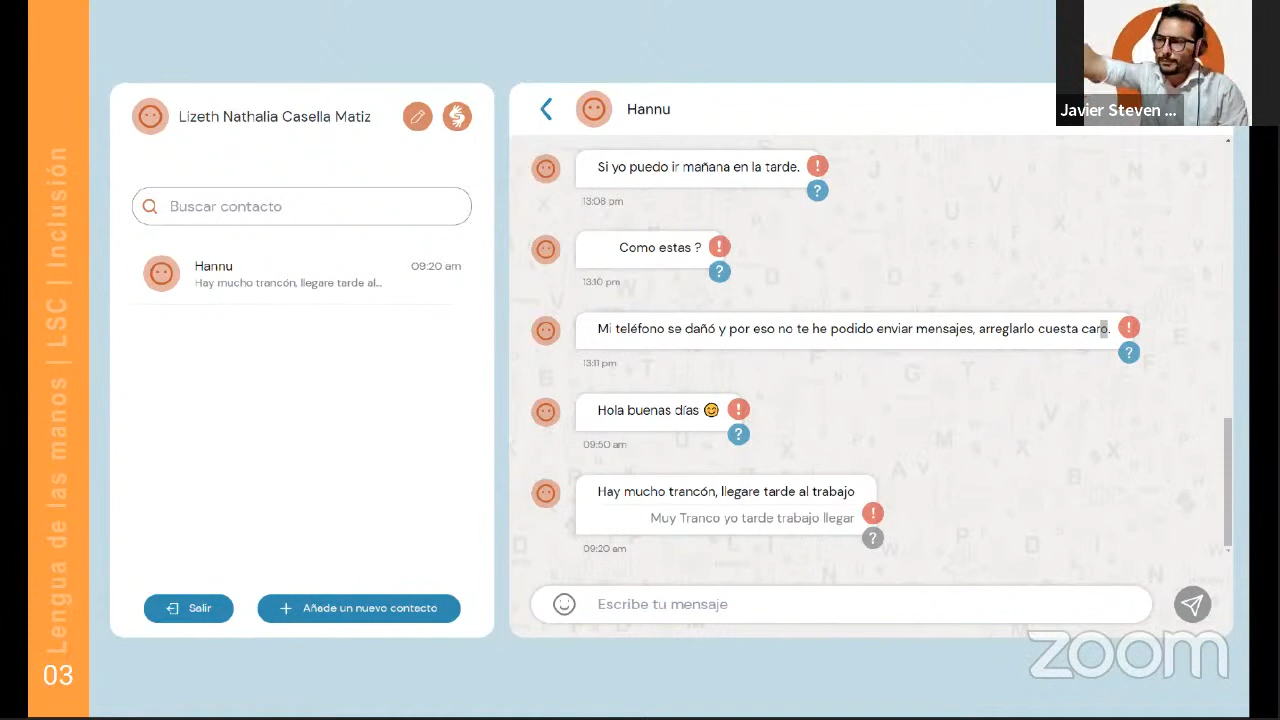 Lengua de las manos | LSC | Inclusión
03
Lizeth Nathalia Casella Matiz
Buscar contacto
Hannu
09:20 am
Hay mucho trancón, llegare tarde al...
Salir
+ Añade un nuevo contacto
Hannu
Si yo puedo ir mañana en la tarde.
!
?
13:08 pm
Como estas ?
!
?
13:10 pm
Mi teléfono se dañó y por eso no te he podido enviar mensajes, arreglarlo cuesta caro.
!
?
13:11 pm
Hola buenas días 😊
!
?
09:50 am
Hay mucho trancón, llegare tarde al trabajo
Muy Tranco yo tarde trabajo llegar
!
?
09:20 am
Escribe tu mensaje
Javier Steven ...
zoom